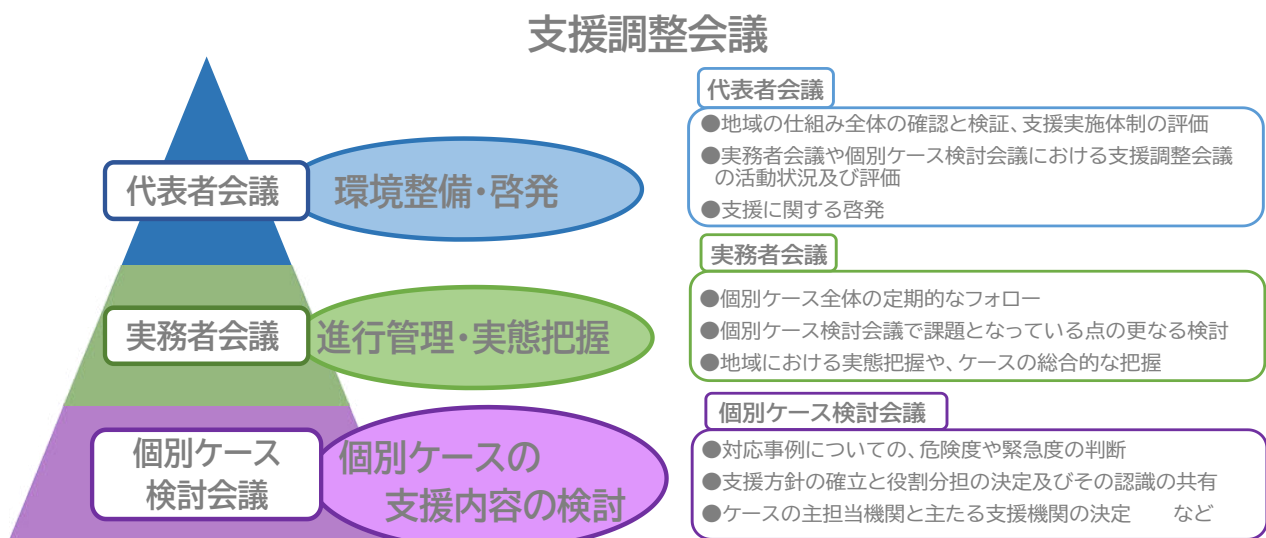 支援調整会議
代表者会議
環境整備・啓発
実務者会議
進行管理・実態把握
個別ケース
検討会議
個別ケースの
支援内容の検討
代表者会議
●地域の仕組み全体の確認と検証、支援実施体制の評価
●実務者会議や個別ケース検討会議における支援調整会議
の活動状況及び評価
●支援に関する啓発
実務者会議
●個別ケース全体の定期的なフォロー
●個別ケース検討会議で課題となっている点の更なる検討
●地域における実態把握や、ケースの総合的な把握
個別ケース検討会議
●対応事例についての、危険度や緊急度の判断
●支援方針の確立と役割分担の決定及びその認識の共有
●ケースの主担当機関と主たる支援機関の決定　　など